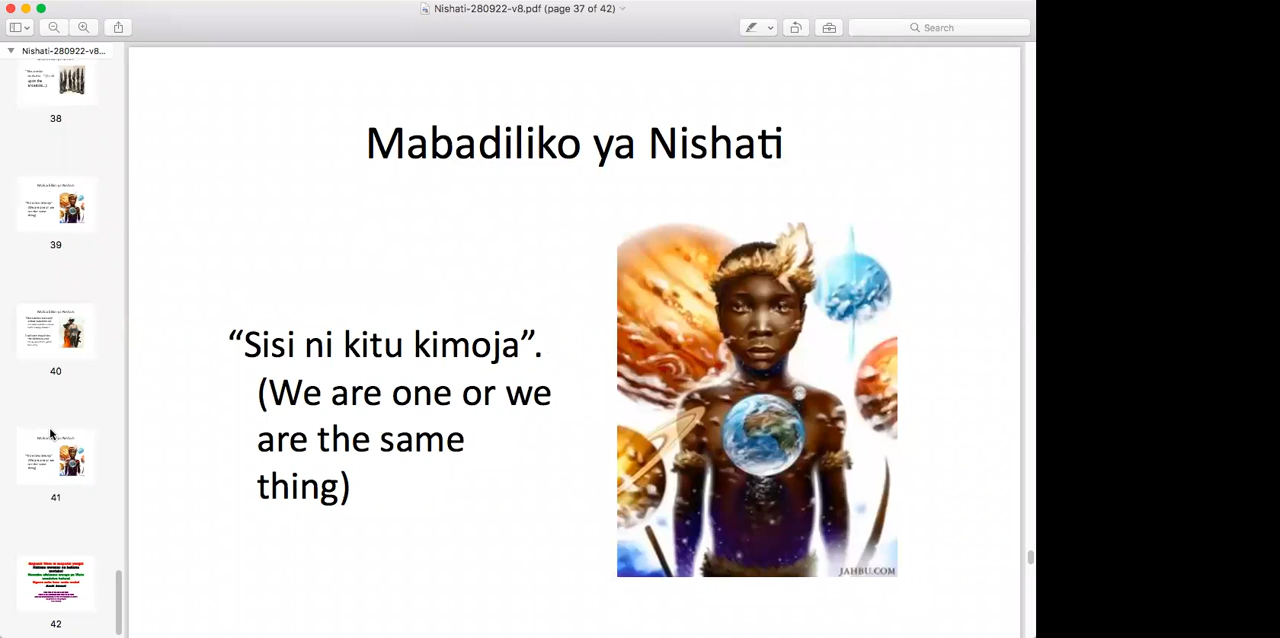 Nishati-280922-v8.pdf (page 37 of 42)
Search
Nishati-280922-v8...
38
39
40
41
42
Mabadiliko ya Nishati
“Sisi ni kitu kimoja”.
(We are one or we
are the same
thing)
JAHBU.COM